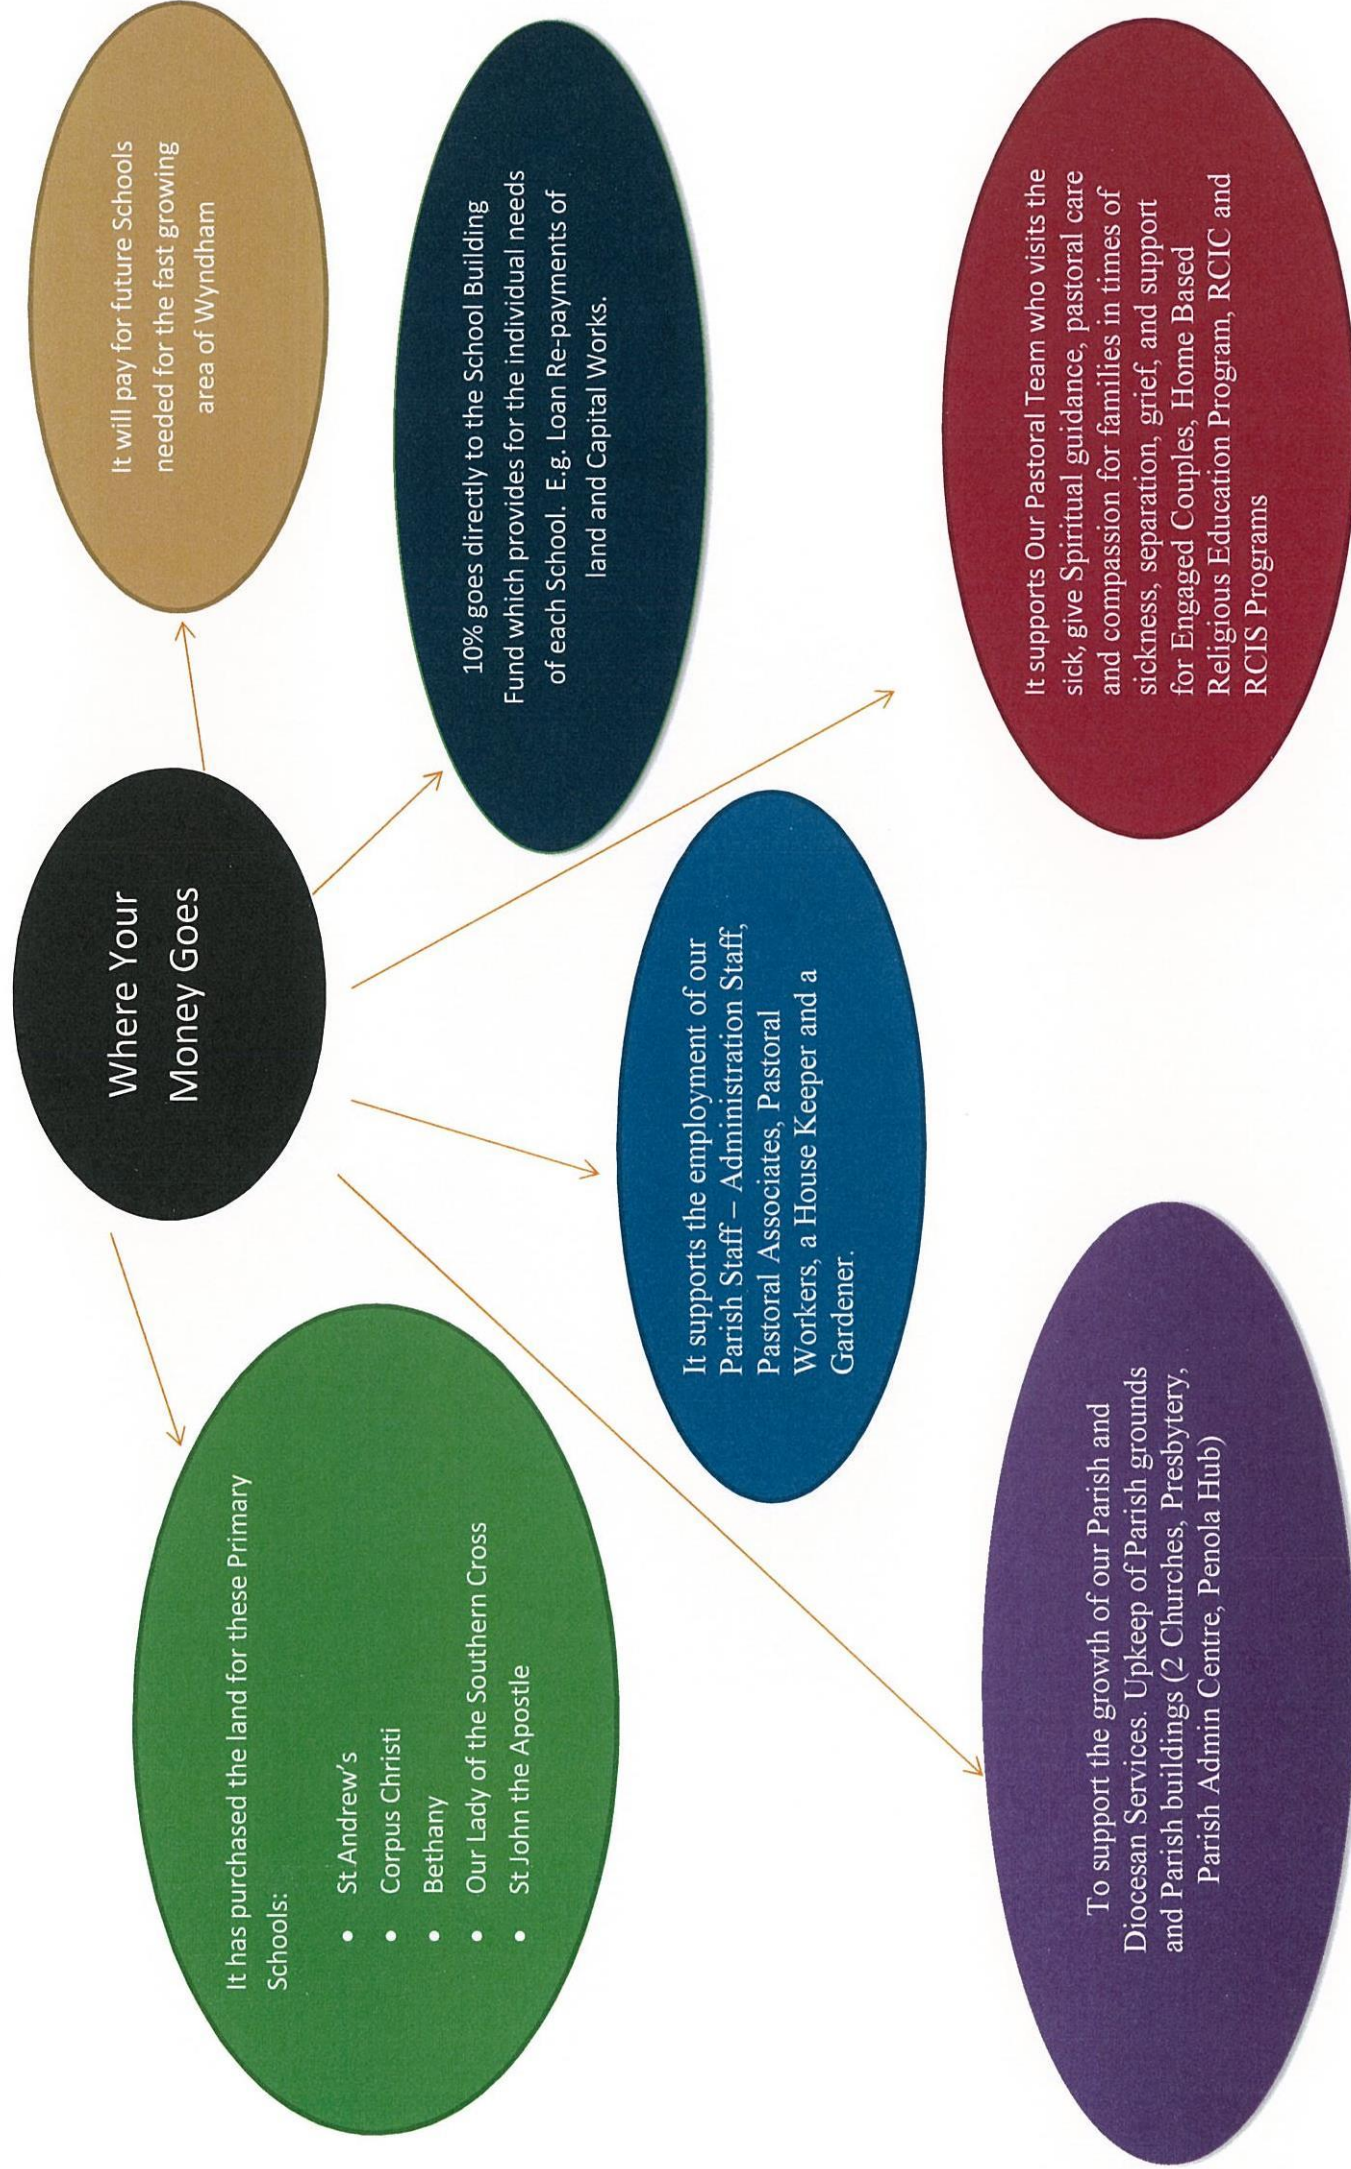 Where Your
Money Goes
It has purchased the land for these Primary
Schools:
• St Andrew's
• Corpus Christi
• Bethany
• Our Lady of the Southern Cross
• St John the Apostle
It will pay for future Schools
needed for the fast growing
area of Wyndham
10% goes directly to the School Building
Fund which provides for the individual needs
of each School. E.g. Loan Re-payments of
land and Capital Works.
It supports the employment of our
Parish Staff – Administration Staff,
Pastoral Associates, Pastoral
Workers, a House Keeper and a
Gardener.
To support the growth of our Parish and
Diocesan Services. Upkeep of Parish grounds
and Parish buildings (2 Churches, Presbytery,
Parish Admin Centre, Penola Hub)
It supports Our Pastoral Team who visits the
sick, give Spiritual guidance, pastoral care
and compassion for families in times of
sickness, separation, grief, and support
for Engaged Couples, Home Based
Religious Education Program, RCIC and
RCIS Programs